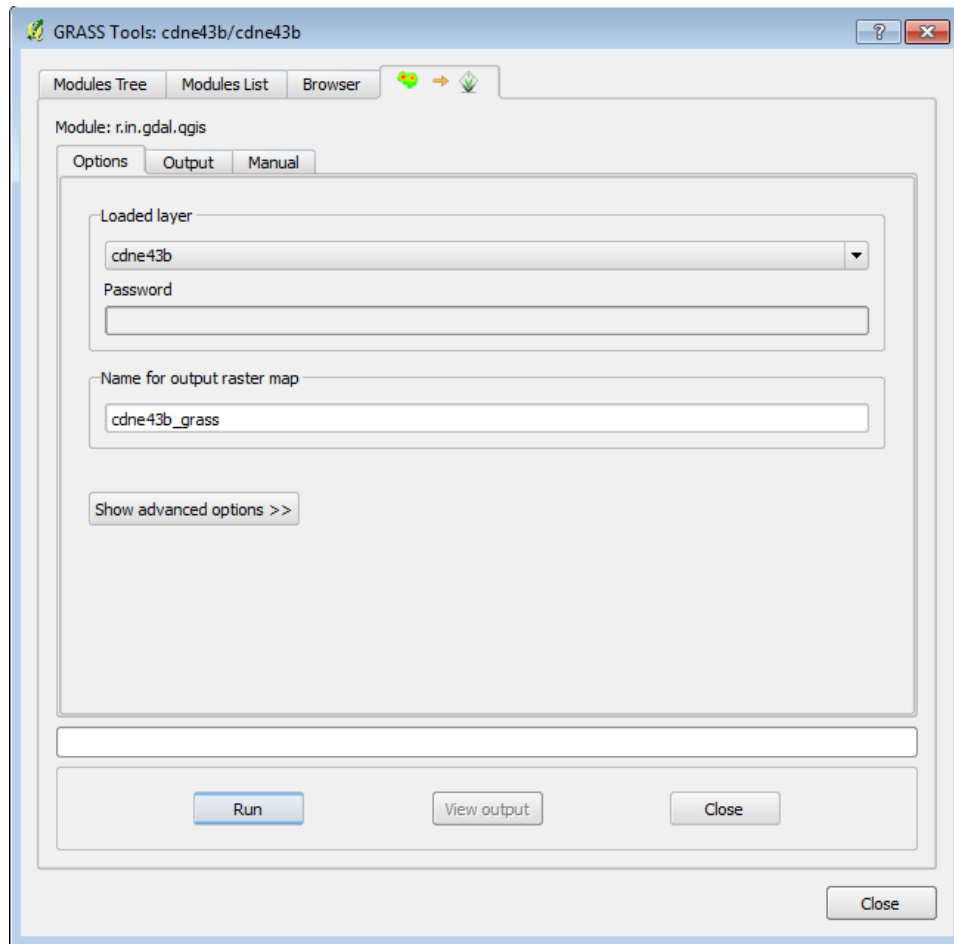 GRASS Tools: cdne43b/cdne43b
Modules Tree Modules List Browser
Module: r.in.gdal.qgis
Options Output Manual
Loaded layer
cdne43b
Password
Name for output raster map
cdne43b_grass
Show advanced options >>
Run View output Close
Close